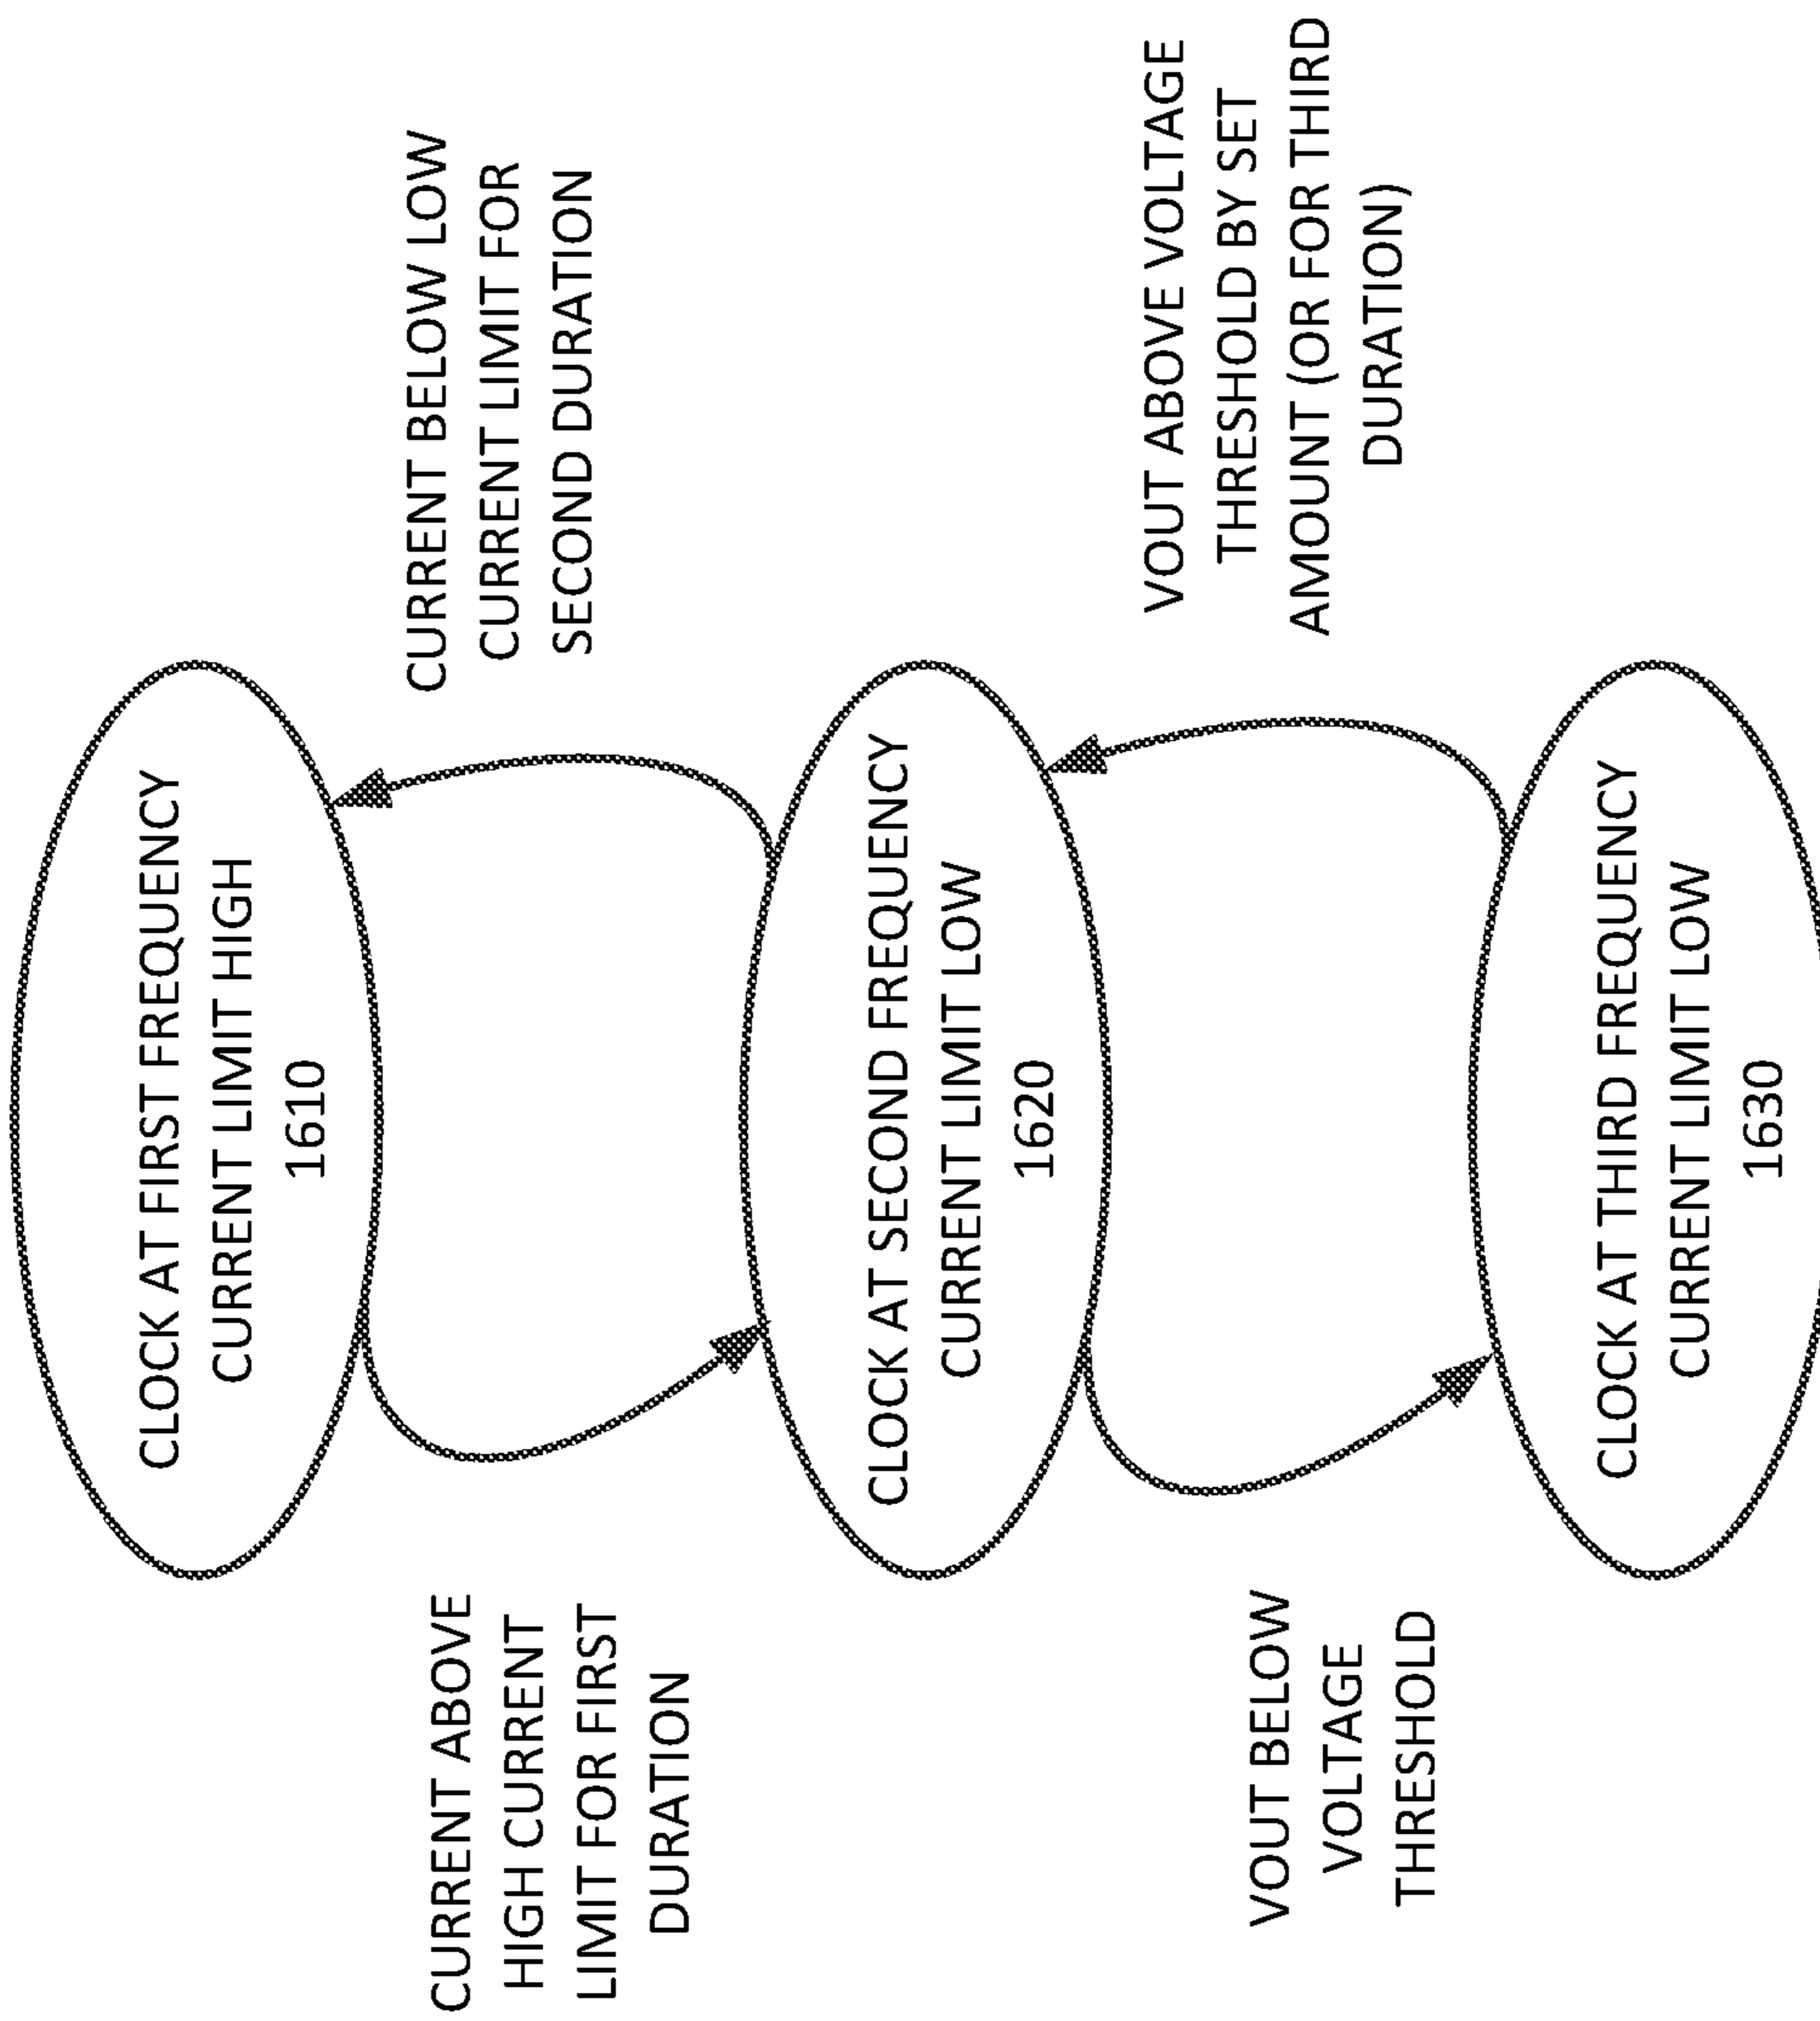 CLOCK AT FIRST FREQUENCY
CURRENT LIMIT HIGH
1610
CURRENT ABOVE
HIGH CURRENT
LIMIT FOR FIRST
DURATION
CURRENT BELOW LOW
CURRENT LIMIT FOR
SECOND DURATION
CLOCK AT SECOND FREQUENCY
CURRENT LIMIT LOW
1620
VOUT BELOW
VOLTAGE
THRESHOLD
VOUT ABOVE VOLTAGE
THRESHOLD BY SET
AMOUNT (OR FOR THIRD
DURATION)
CLOCK AT THIRD FREQUENCY
CURRENT LIMIT LOW
1630